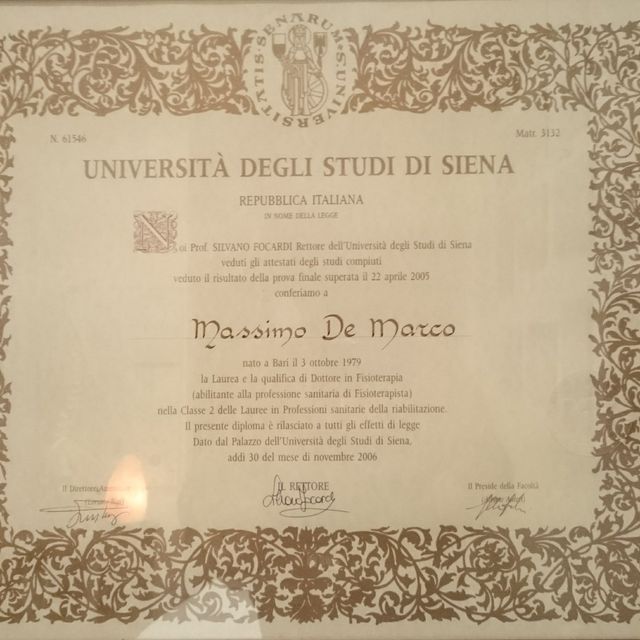 SENARUM
UNIVERSITATIS
N. 61546
Matr. 3132
UNIVERSITÀ DEGLI STUDI DI SIENA
REPUBBLICA ITALIANA
IN NOME DELLA LEGGE
Noi Prof. SILVANO FOCARDI Rettore dell'Università degli Studi di Siena
veduti gli attestati degli studi compiuti
veduto il risultato della prova finale superata il 22 aprile 2005
conferiamo a
Massimo De Marco
nato a Bari il 3 ottobre 1979
la Laurea e la qualifica di Dottore in Fisioterapia
(abilitante alla professione sanitaria di Fisioterapista)
nella Classe 2 delle Lauree in Professioni sanitarie della riabilitazione.
Il presente diploma è rilasciato a tutti gli effetti di legge
Dato dal Palazzo dell'Università degli Studi di Siena,
addì 30 del mese di novembre 2006
Il Direttore
IL RETTORE
Il Preside della Facoltà